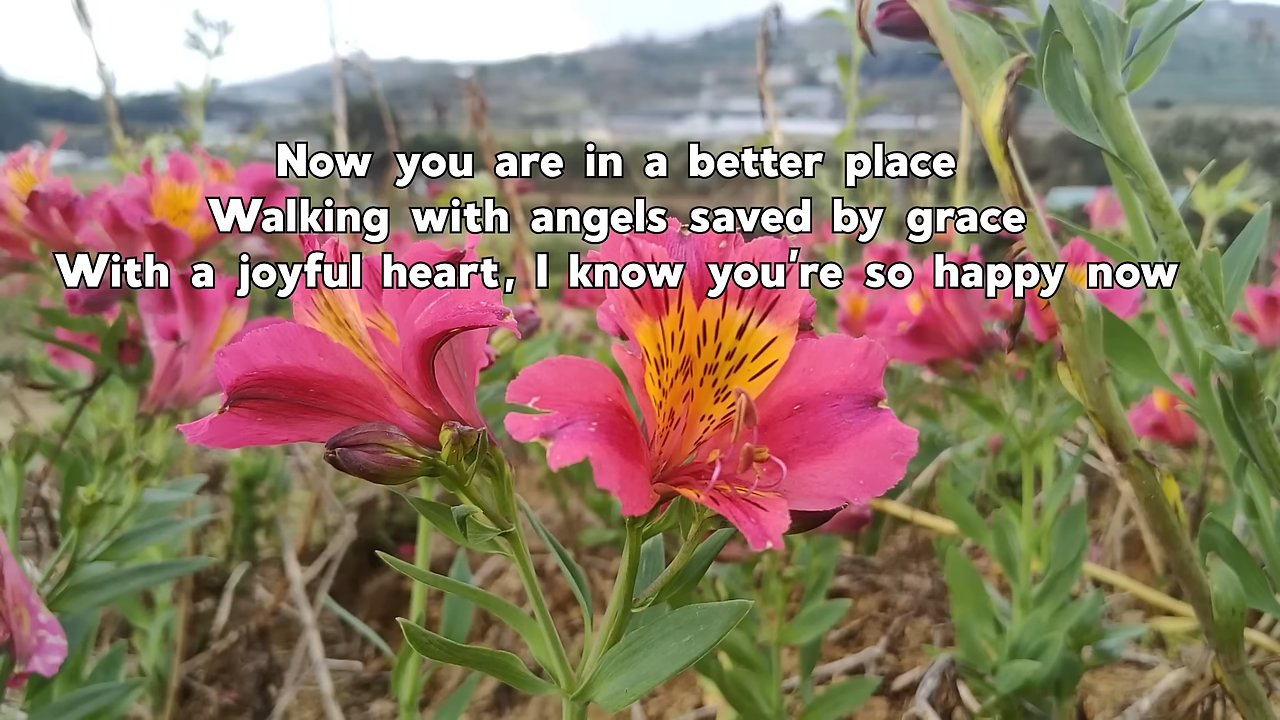 Now you are in a better place
Walking with angels saved by grace
With a joyful heart, I know you're so happy now